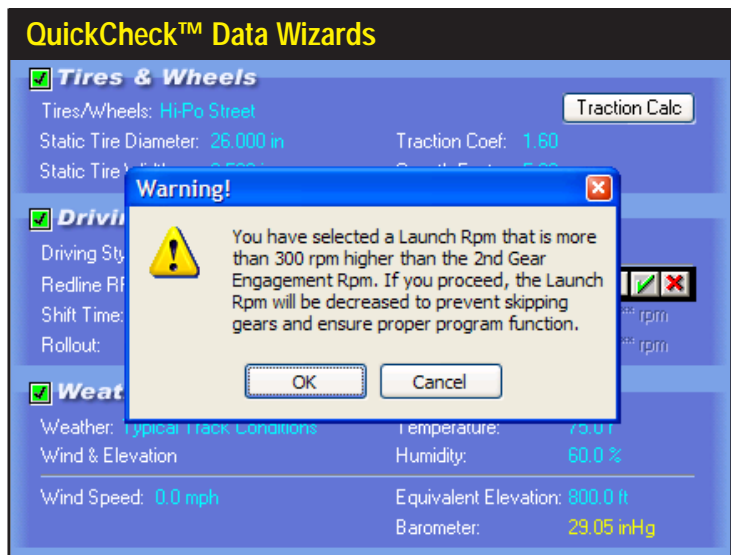 QuickCheck™ Data Wizards
Tires & Wheels
Tires/Wheels: Hi-Po Street
Traction Calc
Static Tire Diameter: 26.000 in
Traction Coef: 1.60
Static Tire
Warning!
You have selected a Launch Rpm that is more
than 300 rpm higher than the 2nd Gear
Engagement Rpm. If you proceed, the Launch
Rpm will be decreased to prevent skipping
gears and ensure proper program function.
OK
Cancel
Driving Sty
Redline
Shift Time:
rpm
Rollout:
rpm
Weather: Typical Track Conditions
Temperature: 75.0
Wind & Elevation
Humidity: 60.0 %
Wind Speed: 0.0 mph
Equivalent Elevation: 800.0 ft
Barometer: 29.05 inHg